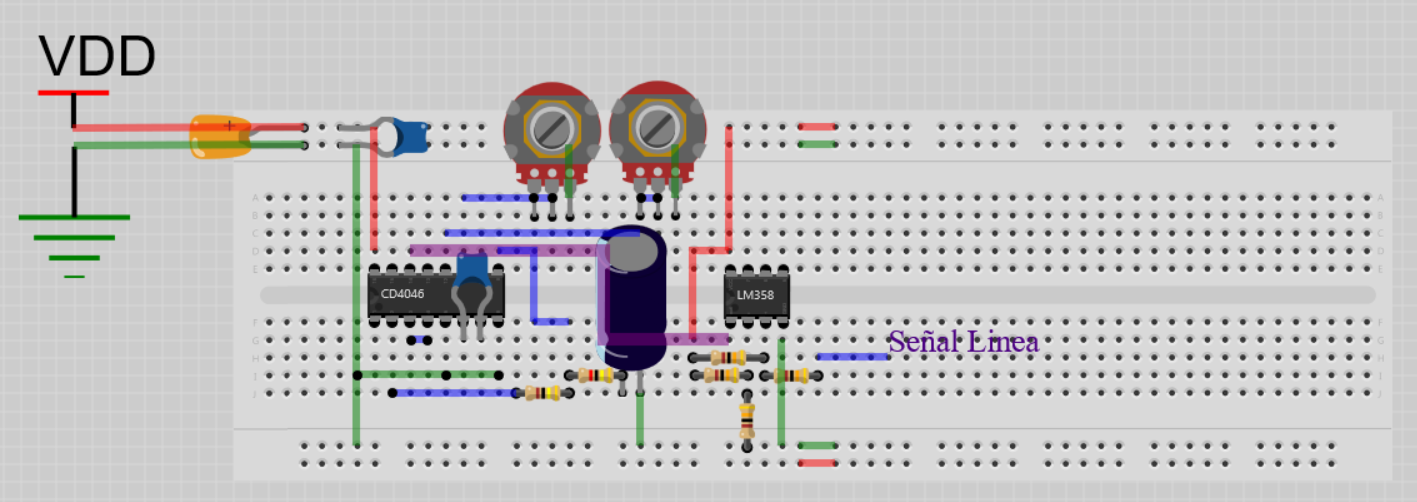 VDD
+
A A
B B
C C
D D
E E
CD4046
LM358
F F
G G
Señal Linea
H H
I I
J J